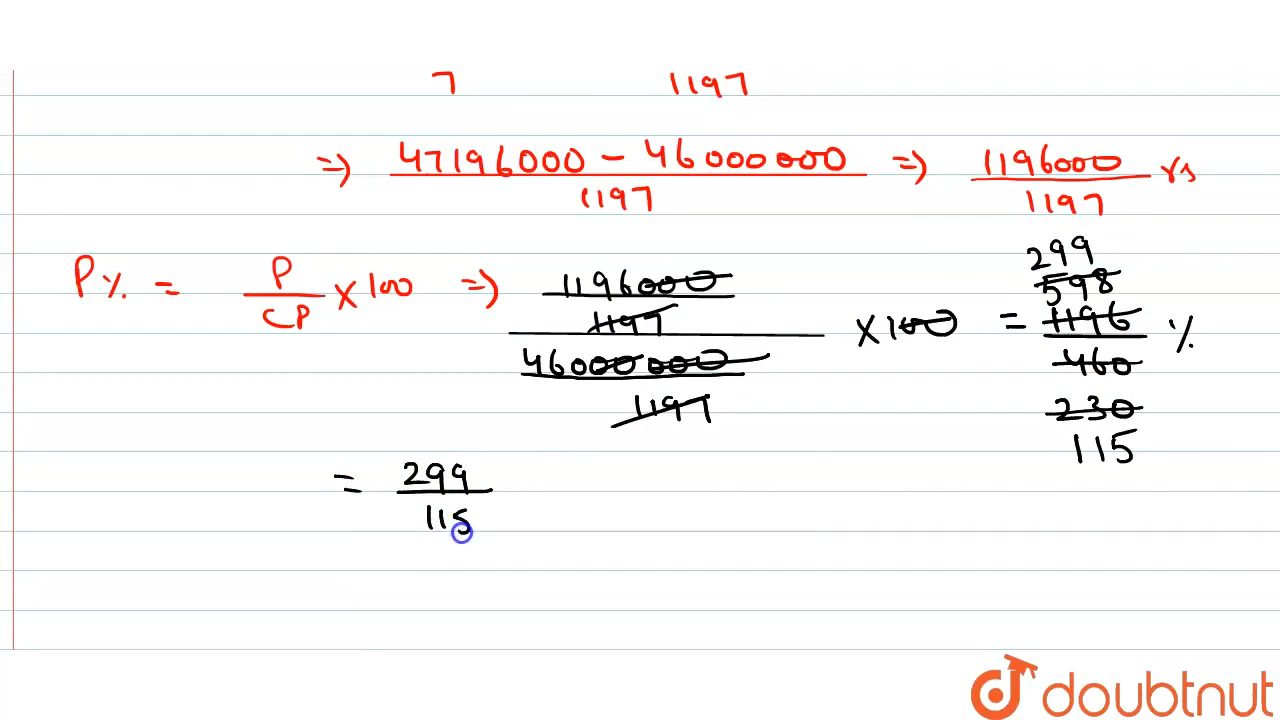 7 1197
=) 47196000 - 46000000 =) 1196000 rs
1197 1197
299
598
P% = P × 100 =) 1196000 × 100 = 1196 %
CP 1197 460
46000000 230
1197 115
= 299
115
doubtnut